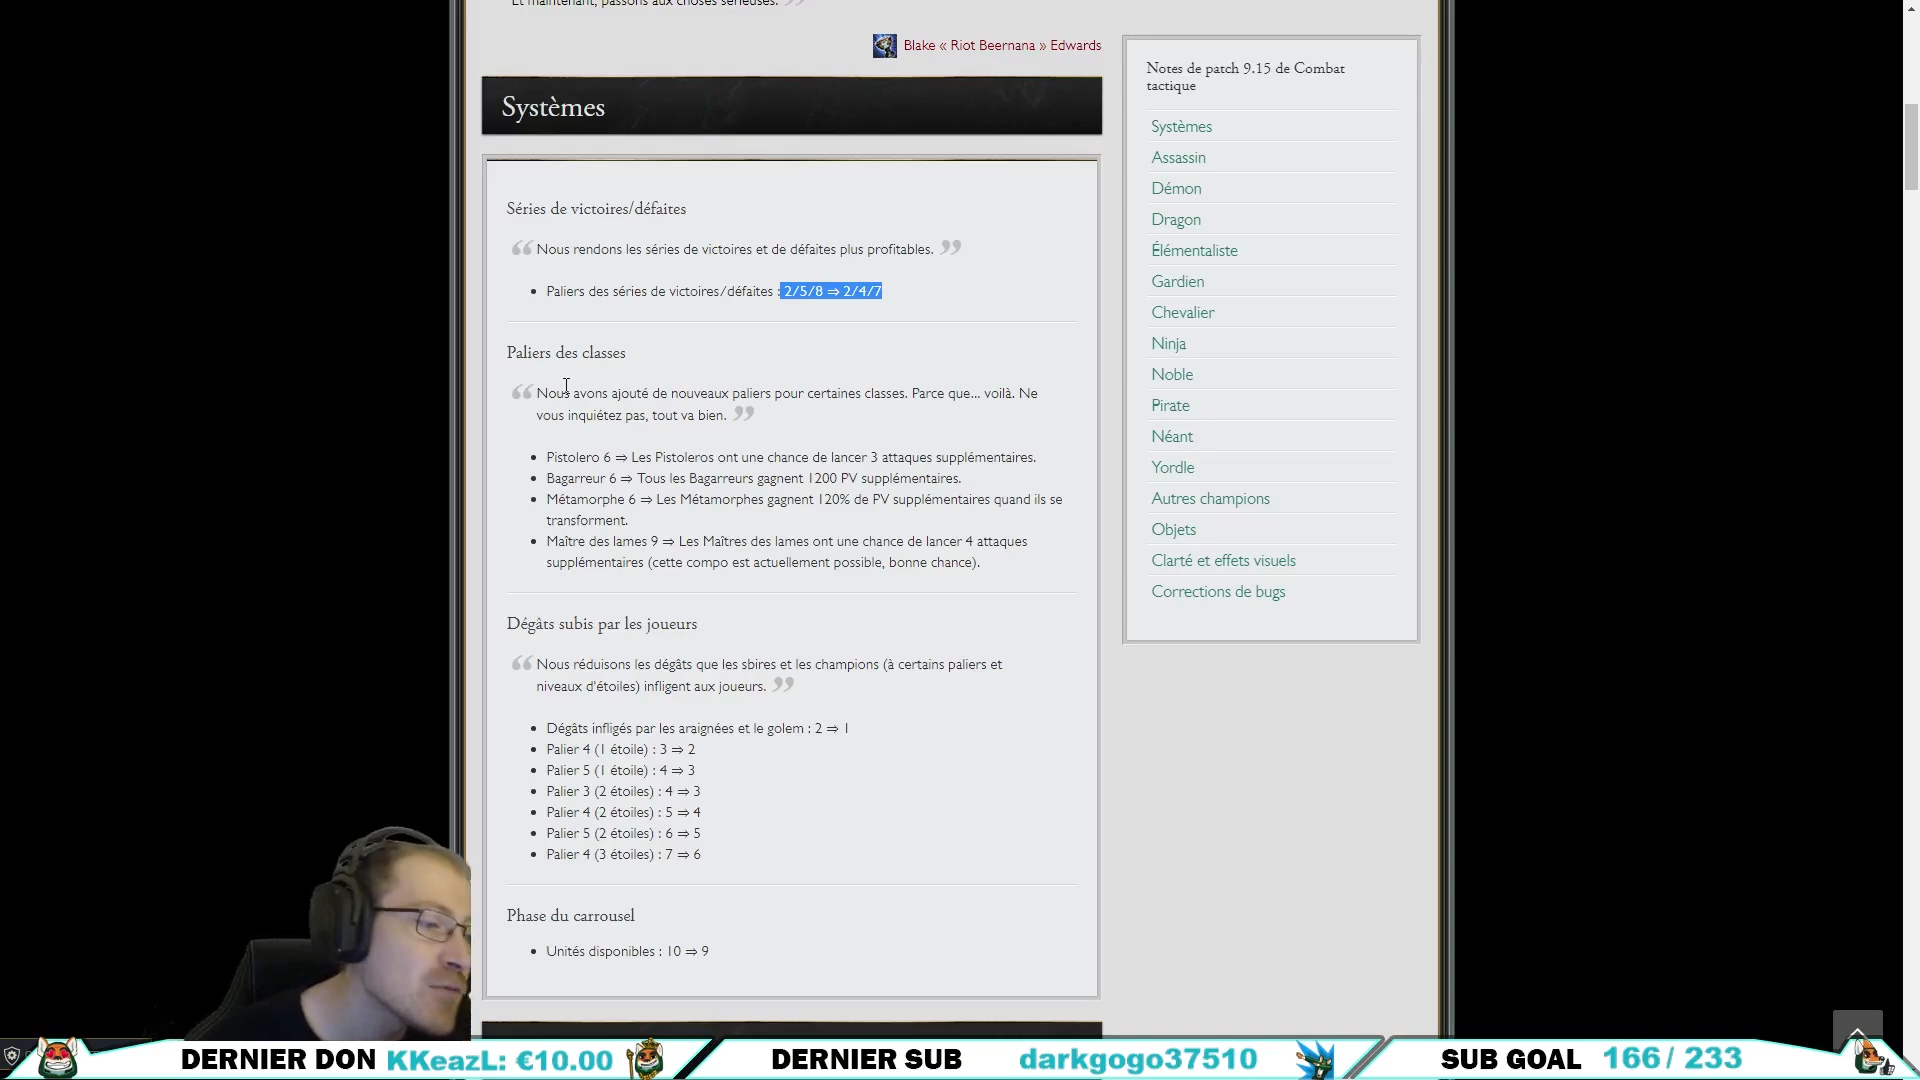 Et maintenant, passons aux choses sérieuses. ”
Blake « Riot Beernana » Edwards
Systèmes
Séries de victoires/défaites
“ Nous rendons les séries de victoires et de défaites plus profitables. ”
• Paliers des séries de victoires/défaites : 2/5/8 ⇒ 2/4/7
Paliers des classes
“ Nous avons ajouté de nouveaux paliers pour certaines classes. Parce que... voilà. Ne
vous inquiétez pas, tout va bien. ”
• Pistolero 6 ⇒ Les Pistoleros ont une chance de lancer 3 attaques supplémentaires.
• Bagarreur 6 ⇒ Tous les Bagarreurs gagnent 1200 PV supplémentaires.
• Métamorphe 6 ⇒ Les Métamorphes gagnent 120% de PV supplémentaires quand ils se
transforment.
• Maître des lames 9 ⇒ Les Maîtres des lames ont une chance de lancer 4 attaques
supplémentaires (cette compo est actuellement possible, bonne chance).
Dégâts subis par les joueurs
“ Nous réduisons les dégâts que les sbires et les champions (à certains paliers et
niveaux d'étoiles) infligent aux joueurs. ”
• Dégâts infligés par les araignées et le golem : 2 ⇒ 1
• Palier 4 (1 étoile) : 3 ⇒ 2
• Palier 5 (1 étoile) : 4 ⇒ 3
• Palier 3 (2 étoiles) : 4 ⇒ 3
• Palier 4 (2 étoiles) : 5 ⇒ 4
• Palier 5 (2 étoiles) : 6 ⇒ 5
• Palier 4 (3 étoiles) : 7 ⇒ 6
Phase du carrousel
• Unités disponibles : 10 ⇒ 9
Notes de patch 9.15 de Combat
tactique
Systèmes
Assassin
Démon
Dragon
Élémentaliste
Gardien
Chevalier
Ninja
Noble
Pirate
Néant
Yordle
Autres champions
Objets
Clarté et effets visuels
Corrections de bugs
DERNIER DON KKeazL: €10.00
DERNIER SUB darkgogo37510
SUB GOAL 166 / 233